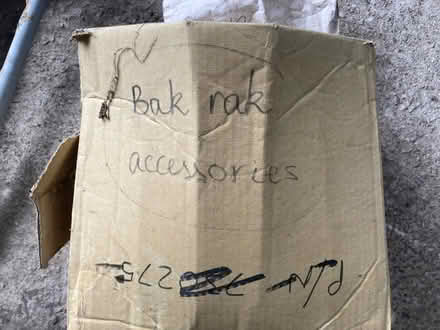 Bak rak
accessories
P/N